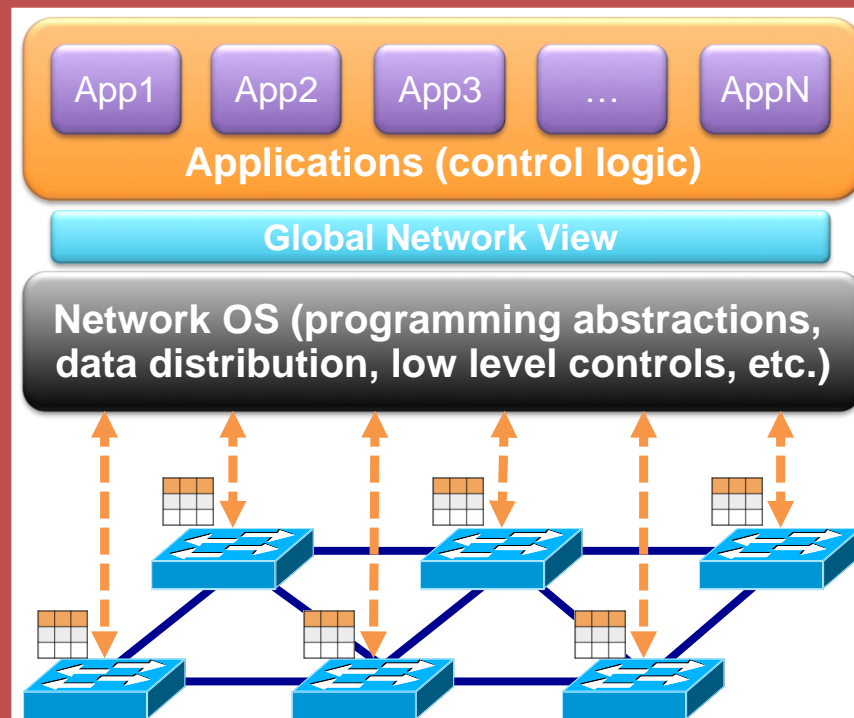 App1 App2 App3 … AppN
Applications (control logic)
Global Network View
Network OS (programming abstractions,
data distribution, low level controls, etc.)